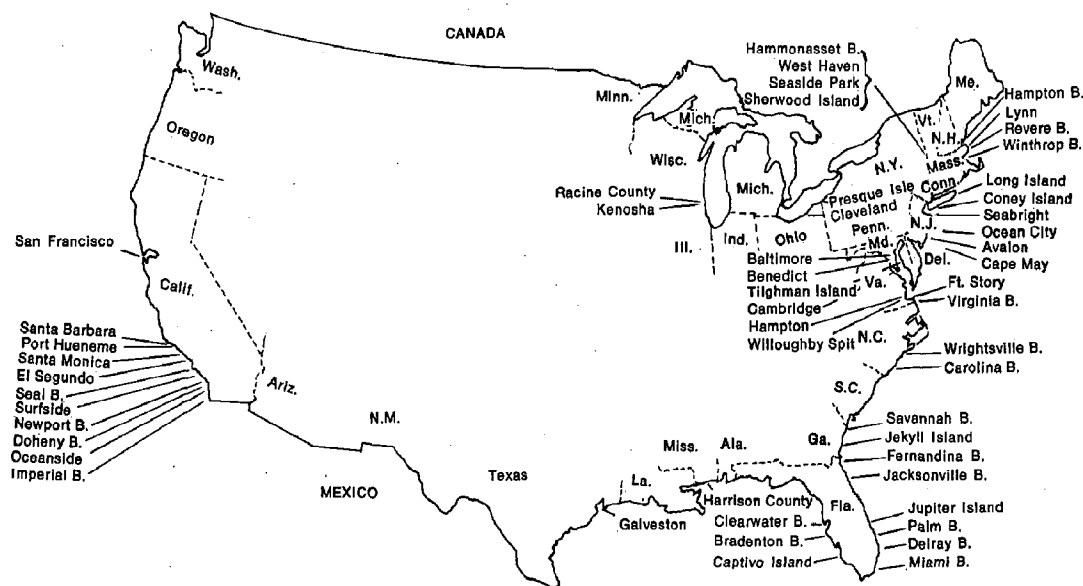 CANADA
Wash.
Oregon
San Francisco
Calif.
Santa Barbara
Port Hueneme
Santa Monica
El Segundo
Seal B.
Surfside
Newport B.
Doheny B.
Oceanside
Imperial B.
Ariz.
N.M.
MEXICO
Texas
Minn.
Mich.
Wisc.
Racine County
Kenosha
Mich.
Ill.
Ind.
Ohio
Hammonasset B.
West Haven
Seaside Park
Sherwood Island
Me.
Vt.
N.H.
Hampton B.
Lynn
Revere B.
Winthrop B.
Mass.
N.Y.
Conn.
Presque Isle
Cleveland
Penn.
N.J.
Long Island
Coney Island
Seabright
Ocean City
Avalon
Cape May
Md.
Del.
Baltimore
Benedict
Va.
Tilghman Island
Cambridge
Hampton
Willoughby Spit
Ft. Story
Virginia B.
N.C.
Wrightsville B.
Carolina B.
S.C.
Savannah B.
Jekyll Island
Fernandina B.
Jacksonville B.
Ga.
Ala.
Miss.
La.
Galveston
Harrison County
Fla.
Clearwater B.
Bradenton B.
Captivo Island
Jupiter Island
Palm B.
Delray B.
Miami B.